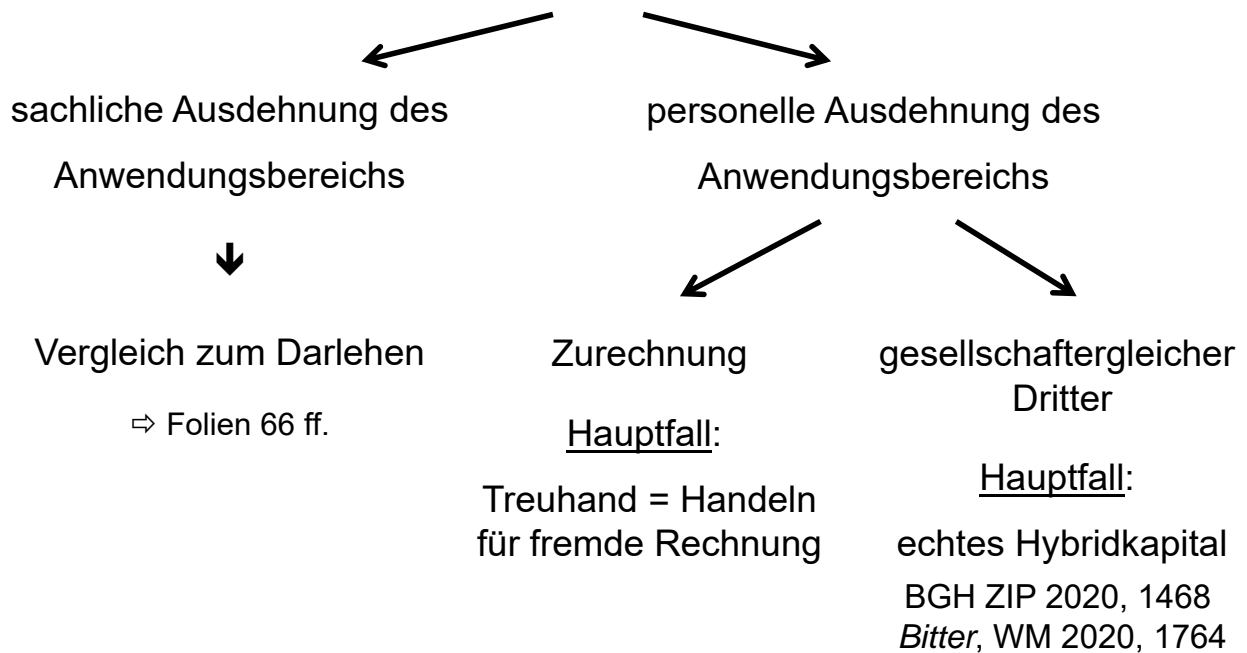 sachliche Ausdehnung des
Anwendungsbereichs
Vergleich zum Darlehen
⇨ Folien 66 ff.
personelle Ausdehnung des
Anwendungsbereichs
Zurechnung
Hauptfall:
Treuhand = Handeln
für fremde Rechnung
gesellschaftergleicher
Dritter
Hauptfall:
echtes Hybridkapital
BGH ZIP 2020, 1468
Bitter, WM 2020, 1764